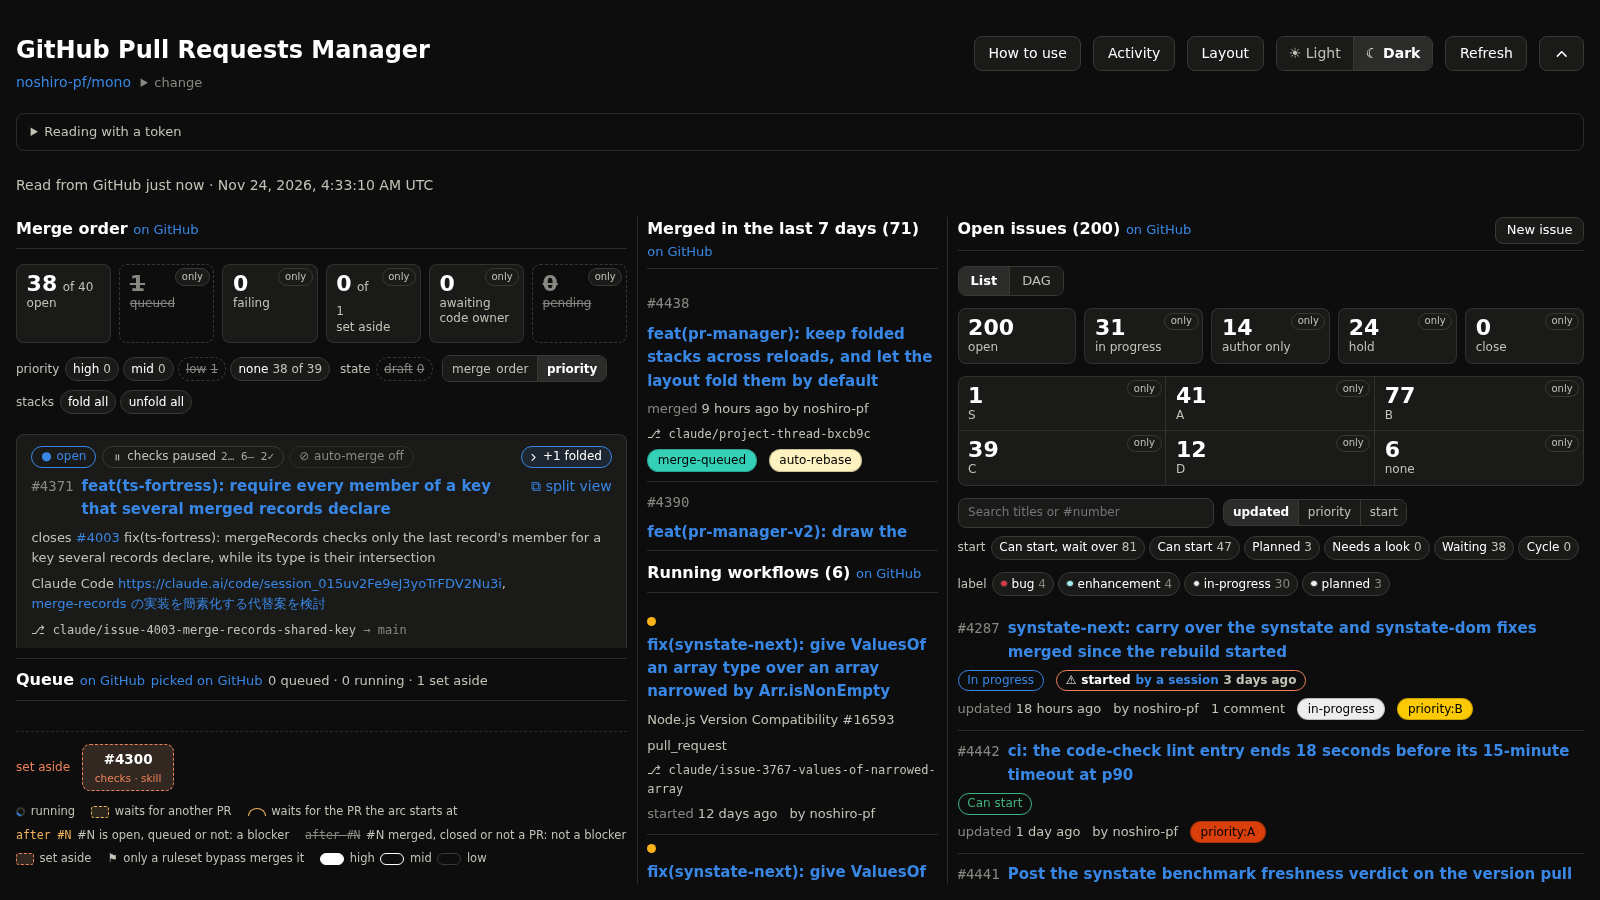 GitHub Pull Requests Manager
noshiro-pf/mono ▶ change
How to use
Activity
Layout
☀ Light
☾ Dark
Refresh
▶ Reading with a token
Read from GitHub just now · Nov 24, 2026, 4:33:10 AM UTC
Merge order on GitHub
38 of 40
open
1 only
queued
0 only
failing
0 of only
1
set aside
0 only
awaiting
code owner
0 only
pending
priority high 0 mid 0 low 1 none 38 of 39 state draft 0 merge order priority
stacks fold all unfold all
open checks paused 2… 6– 2✓ ⊘ auto-merge off › +1 folded
#4371 feat(ts-fortress): require every member of a key
that several merged records declare
⧉ split view
closes #4003 fix(ts-fortress): mergeRecords checks only the last record's member for a
key several records declare, while its type is their intersection
Claude Code https://claude.ai/code/session_015uv2Fe9eJ3yoTrFDV2Nu3i,
merge-records の実装を簡素化する代替案を検討
⎇ claude/issue-4003-merge-records-shared-key → main
Queue on GitHub picked on GitHub 0 queued · 0 running · 1 set aside
set aside
#4300
checks · skill
running waits for another PR waits for the PR the arc starts at
after #N #N is open, queued or not: a blocker after #N #N merged, closed or not a PR: not a blocker
set aside ⚑ only a ruleset bypass merges it high mid low
Merged in the last 7 days (71)
on GitHub
#4438
feat(pr-manager): keep folded
stacks across reloads, and let the
layout fold them by default
merged 9 hours ago by noshiro-pf
⎇ claude/project-thread-bxcb9c
merge-queued auto-rebase
#4390
feat(pr-manager-v2): draw the
Running workflows (6) on GitHub
fix(synstate-next): give ValuesOf
an array type over an array
narrowed by Arr.isNonEmpty
Node.js Version Compatibility #16593
pull_request
⎇ claude/issue-3767-values-of-narrowed-
array
started 12 days ago by noshiro-pf
fix(synstate-next): give ValuesOf
Open issues (200) on GitHub
New issue
List DAG
200
open
31 only
in progress
14 only
author only
24 only
hold
0 only
close
1 only
S
41 only
A
77 only
B
39 only
C
12 only
D
6 only
none
Search titles or #number
updated priority start
start Can start, wait over 81 Can start 47 Planned 3 Needs a look 0 Waiting 38 Cycle 0
label bug 4 enhancement 4 in-progress 30 planned 3
#4287 synstate-next: carry over the synstate and synstate-dom fixes
merged since the rebuild started
In progress ⚠ started by a session 3 days ago
updated 18 hours ago by noshiro-pf 1 comment in-progress priority:B
#4442 ci: the code-check lint entry ends 18 seconds before its 15-minute
timeout at p90
Can start
updated 1 day ago by noshiro-pf priority:A
#4441 Post the synstate benchmark freshness verdict on the version pull